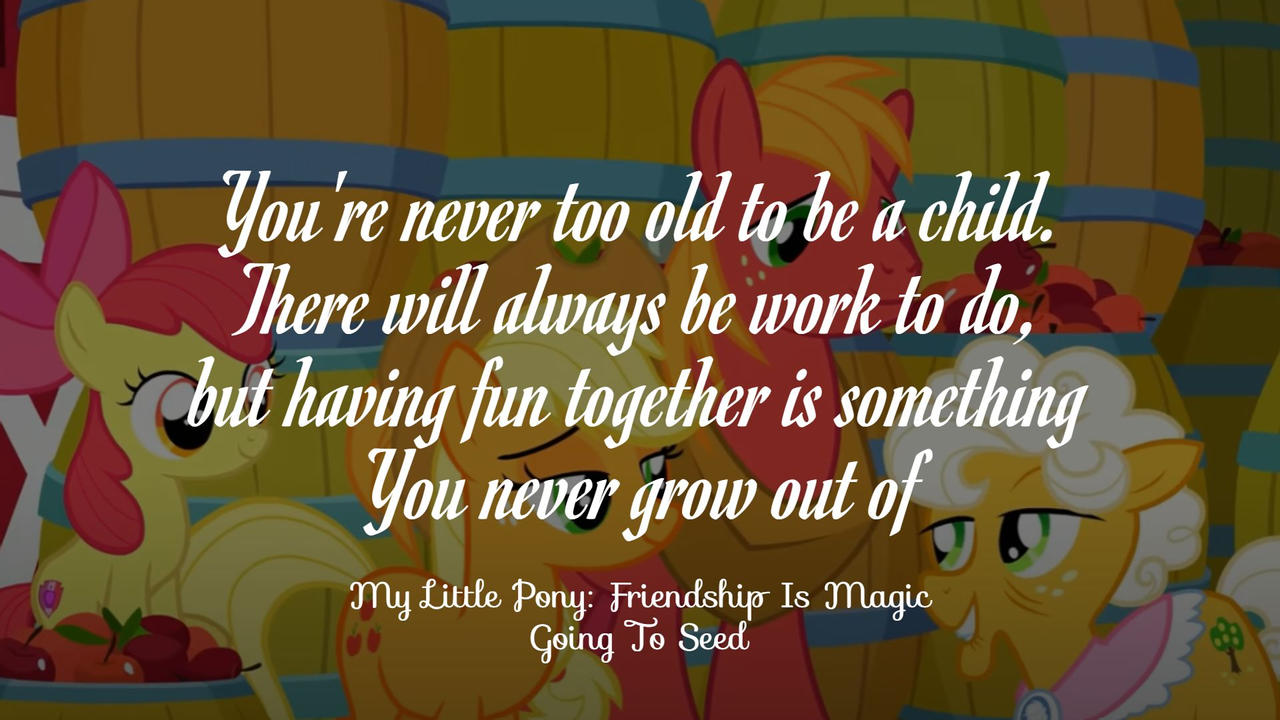 You're never too old to be a child.
There will always be work to do,
but having fun together is something
You never grow out of
My Little Pony: Friendship Is Magic
Going To Seed